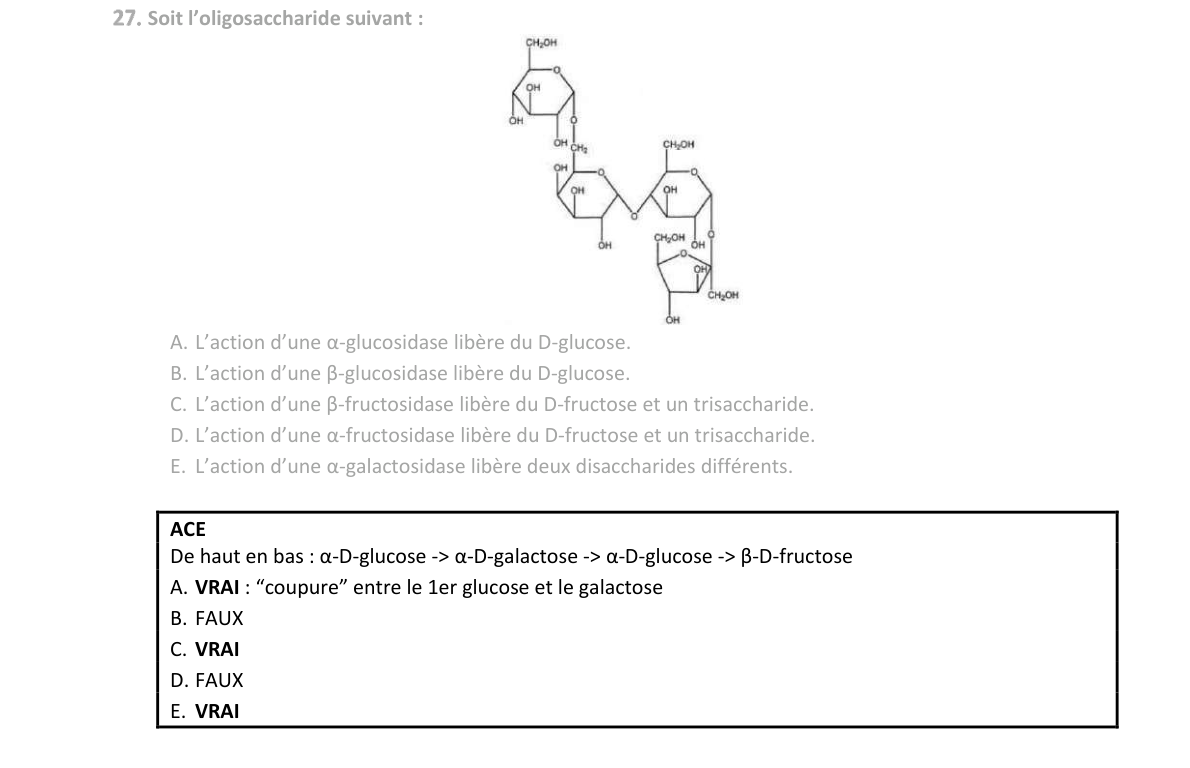 27. Soit l’oligosaccharide suivant :
CH₂OH
O
OH
OH
O
OH
CH₂
CH₂OH
OH
O
O
OH
OH
O
O
OH
CH₂OH
OH
O
OH
CH₂OH
OH
A. L’action d’une α-glucosidase libère du D-glucose.
B. L’action d’une β-glucosidase libère du D-glucose.
C. L’action d’une β-fructosidase libère du D-fructose et un trisaccharide.
D. L’action d’une α-fructosidase libère du D-fructose et un trisaccharide.
E. L’action d’une α-galactosidase libère deux disaccharides différents.
ACE
De haut en bas : α-D-glucose -> α-D-galactose -> α-D-glucose -> β-D-fructose
A. VRAI : “coupure” entre le 1er glucose et le galactose
B. FAUX
C. VRAI
D. FAUX
E. VRAI